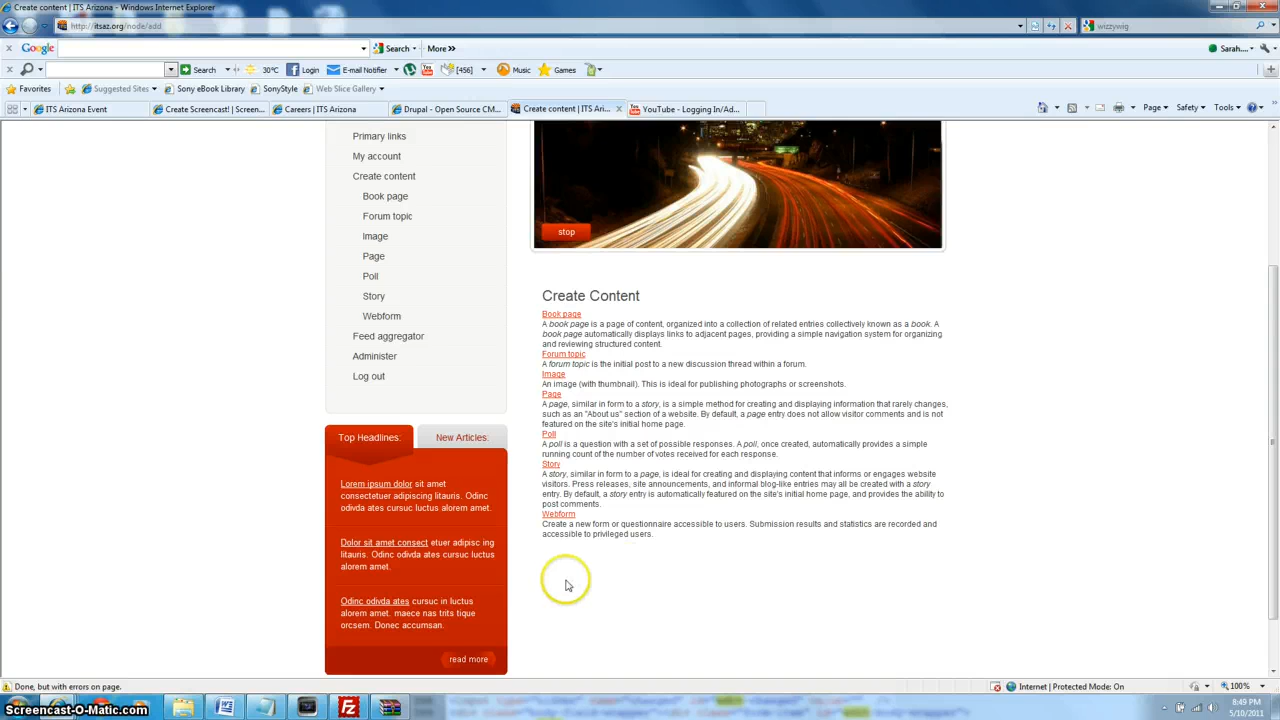 Create content | ITS Arizona - Windows Internet Explorer
http://itsaz.org/node/add
wizzywig
x Google Search More »
Sarah....
x Search 30°C Login E-mail Notifier [456] Music Games
Favorites Suggested Sites Sony eBook Library SonyStyle Web Slice Gallery
ITS Arizona Event Create Screencast! | Screen... Careers | ITS Arizona Drupal - Open Source CM... Create content | ITS Ari... YouTube - Logging In/Ad... Page Safety Tools
Primary links
My account
Create content
Book page
Forum topic
Image
Page
Poll
Story
Webform
Feed aggregator
Administer
Log out
Top Headlines: New Articles:
Lorem ipsum dolor sit amet
consectetuer adipiscing litauris. Odinc
odivda ates cursuc luctus alorem amet.
Dolor sit amet consect etuer adipisc ing
litauris. Odinc odivda ates cursuc luctus
alorem amet.
Odinc odivda ates cursuc in luctus
alorem amet. maece nas trits tique
orcsem. Donec accumsan.
read more
stop
Create Content
Book page
A book page is a page of content, organized into a collection of related entries collectively known as a book. A
book page automatically displays links to adjacent pages, providing a simple navigation system for organizing
and reviewing structured content.
Forum topic
A forum topic is the initial post to a new discussion thread within a forum.
Image
An image (with thumbnail). This is ideal for publishing photographs or screenshots.
Page
A page, similar in form to a story, is a simple method for creating and displaying information that rarely changes,
such as an "About us" section of a website. By default, a page entry does not allow visitor comments and is not
featured on the site's initial home page.
Poll
A poll is a question with a set of possible responses. A poll, once created, automatically provides a simple
running count of the number of votes received for each response.
Story
A story, similar in form to a page, is ideal for creating and displaying content that informs or engages website
visitors. Press releases, site announcements, and informal blog-like entries may all be created with a story
entry. By default, a story entry is automatically featured on the site's initial home page, and provides the ability to
post comments.
Webform
Create a new form or questionnaire accessible to users. Submission results and statistics are recorded and
accessible to privileged users.
Done, but with errors on page. Internet | Protected Mode: On 100%
Screencast-O-Matic.com
8:49 PM
5/10/2011